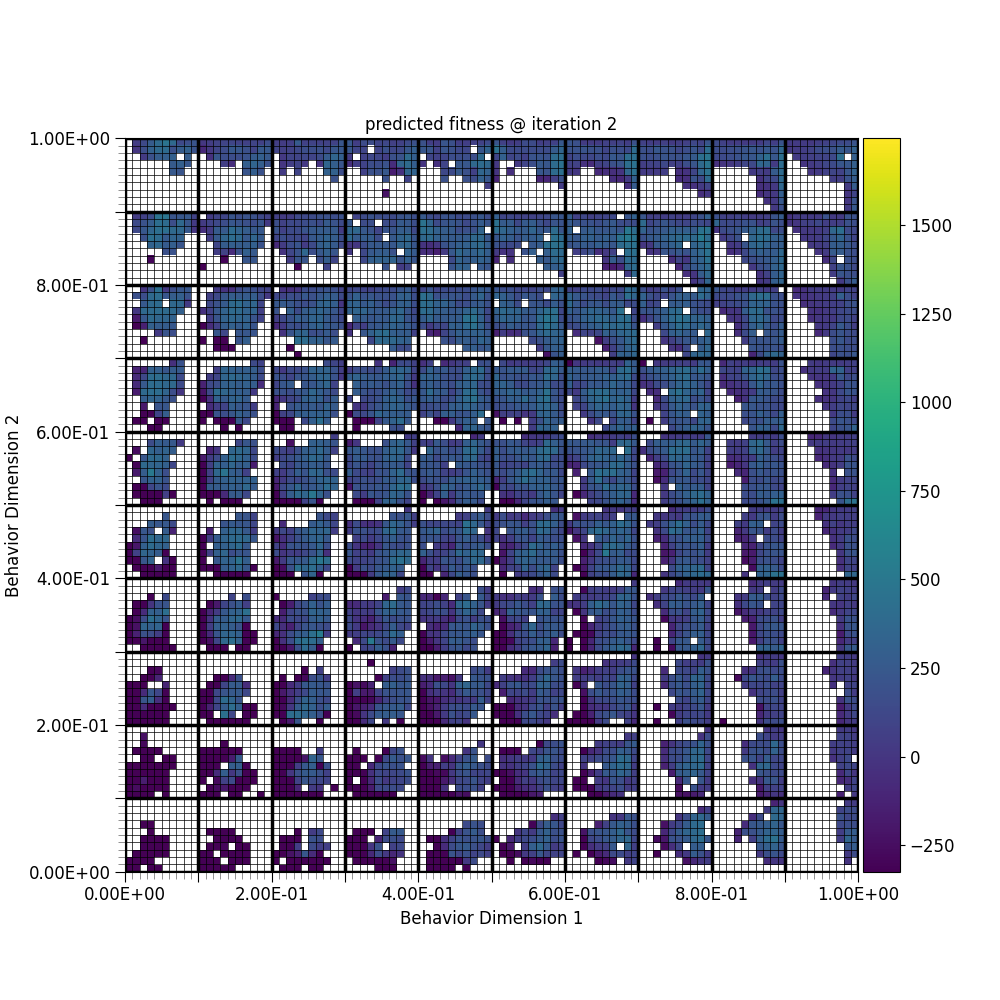 predicted fitness @ iteration 2
1.00E+00
8.00E-01
6.00E-01
4.00E-01
2.00E-01
0.00E+00
Behavior Dimension 2
0.00E+00 2.00E-01 4.00E-01 6.00E-01 8.00E-01 1.00E+00
Behavior Dimension 1
1500
1250
1000
750
500
250
0
−250